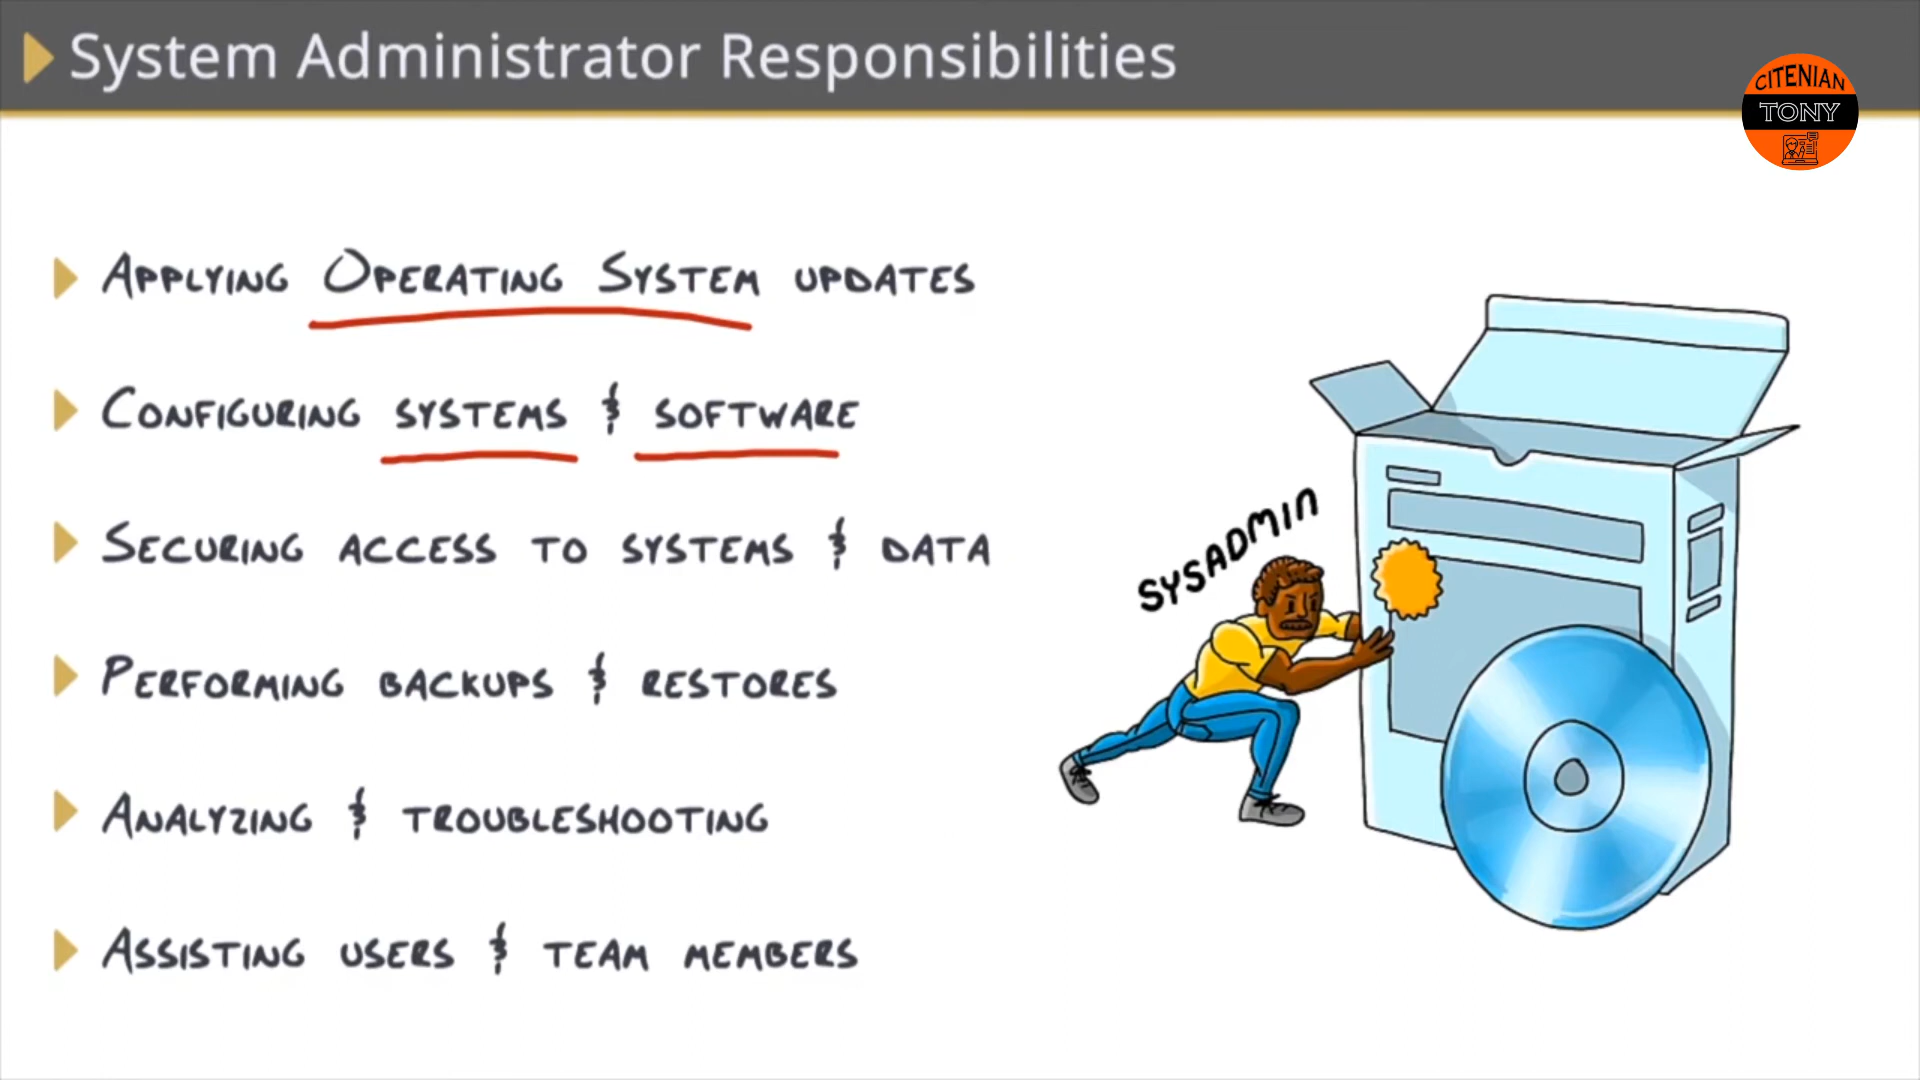 System Administrator Responsibilities
CITENIAN
TONY
APPLYING OPERATING SYSTEM UPDATES
CONFIGURING SYSTEMS & SOFTWARE
SECURING ACCESS TO SYSTEMS & DATA
PERFORMING BACKUPS & RESTORES
ANALYZING & TROUBLESHOOTING
ASSISTING USERS & TEAM MEMBERS
SYSADMIN